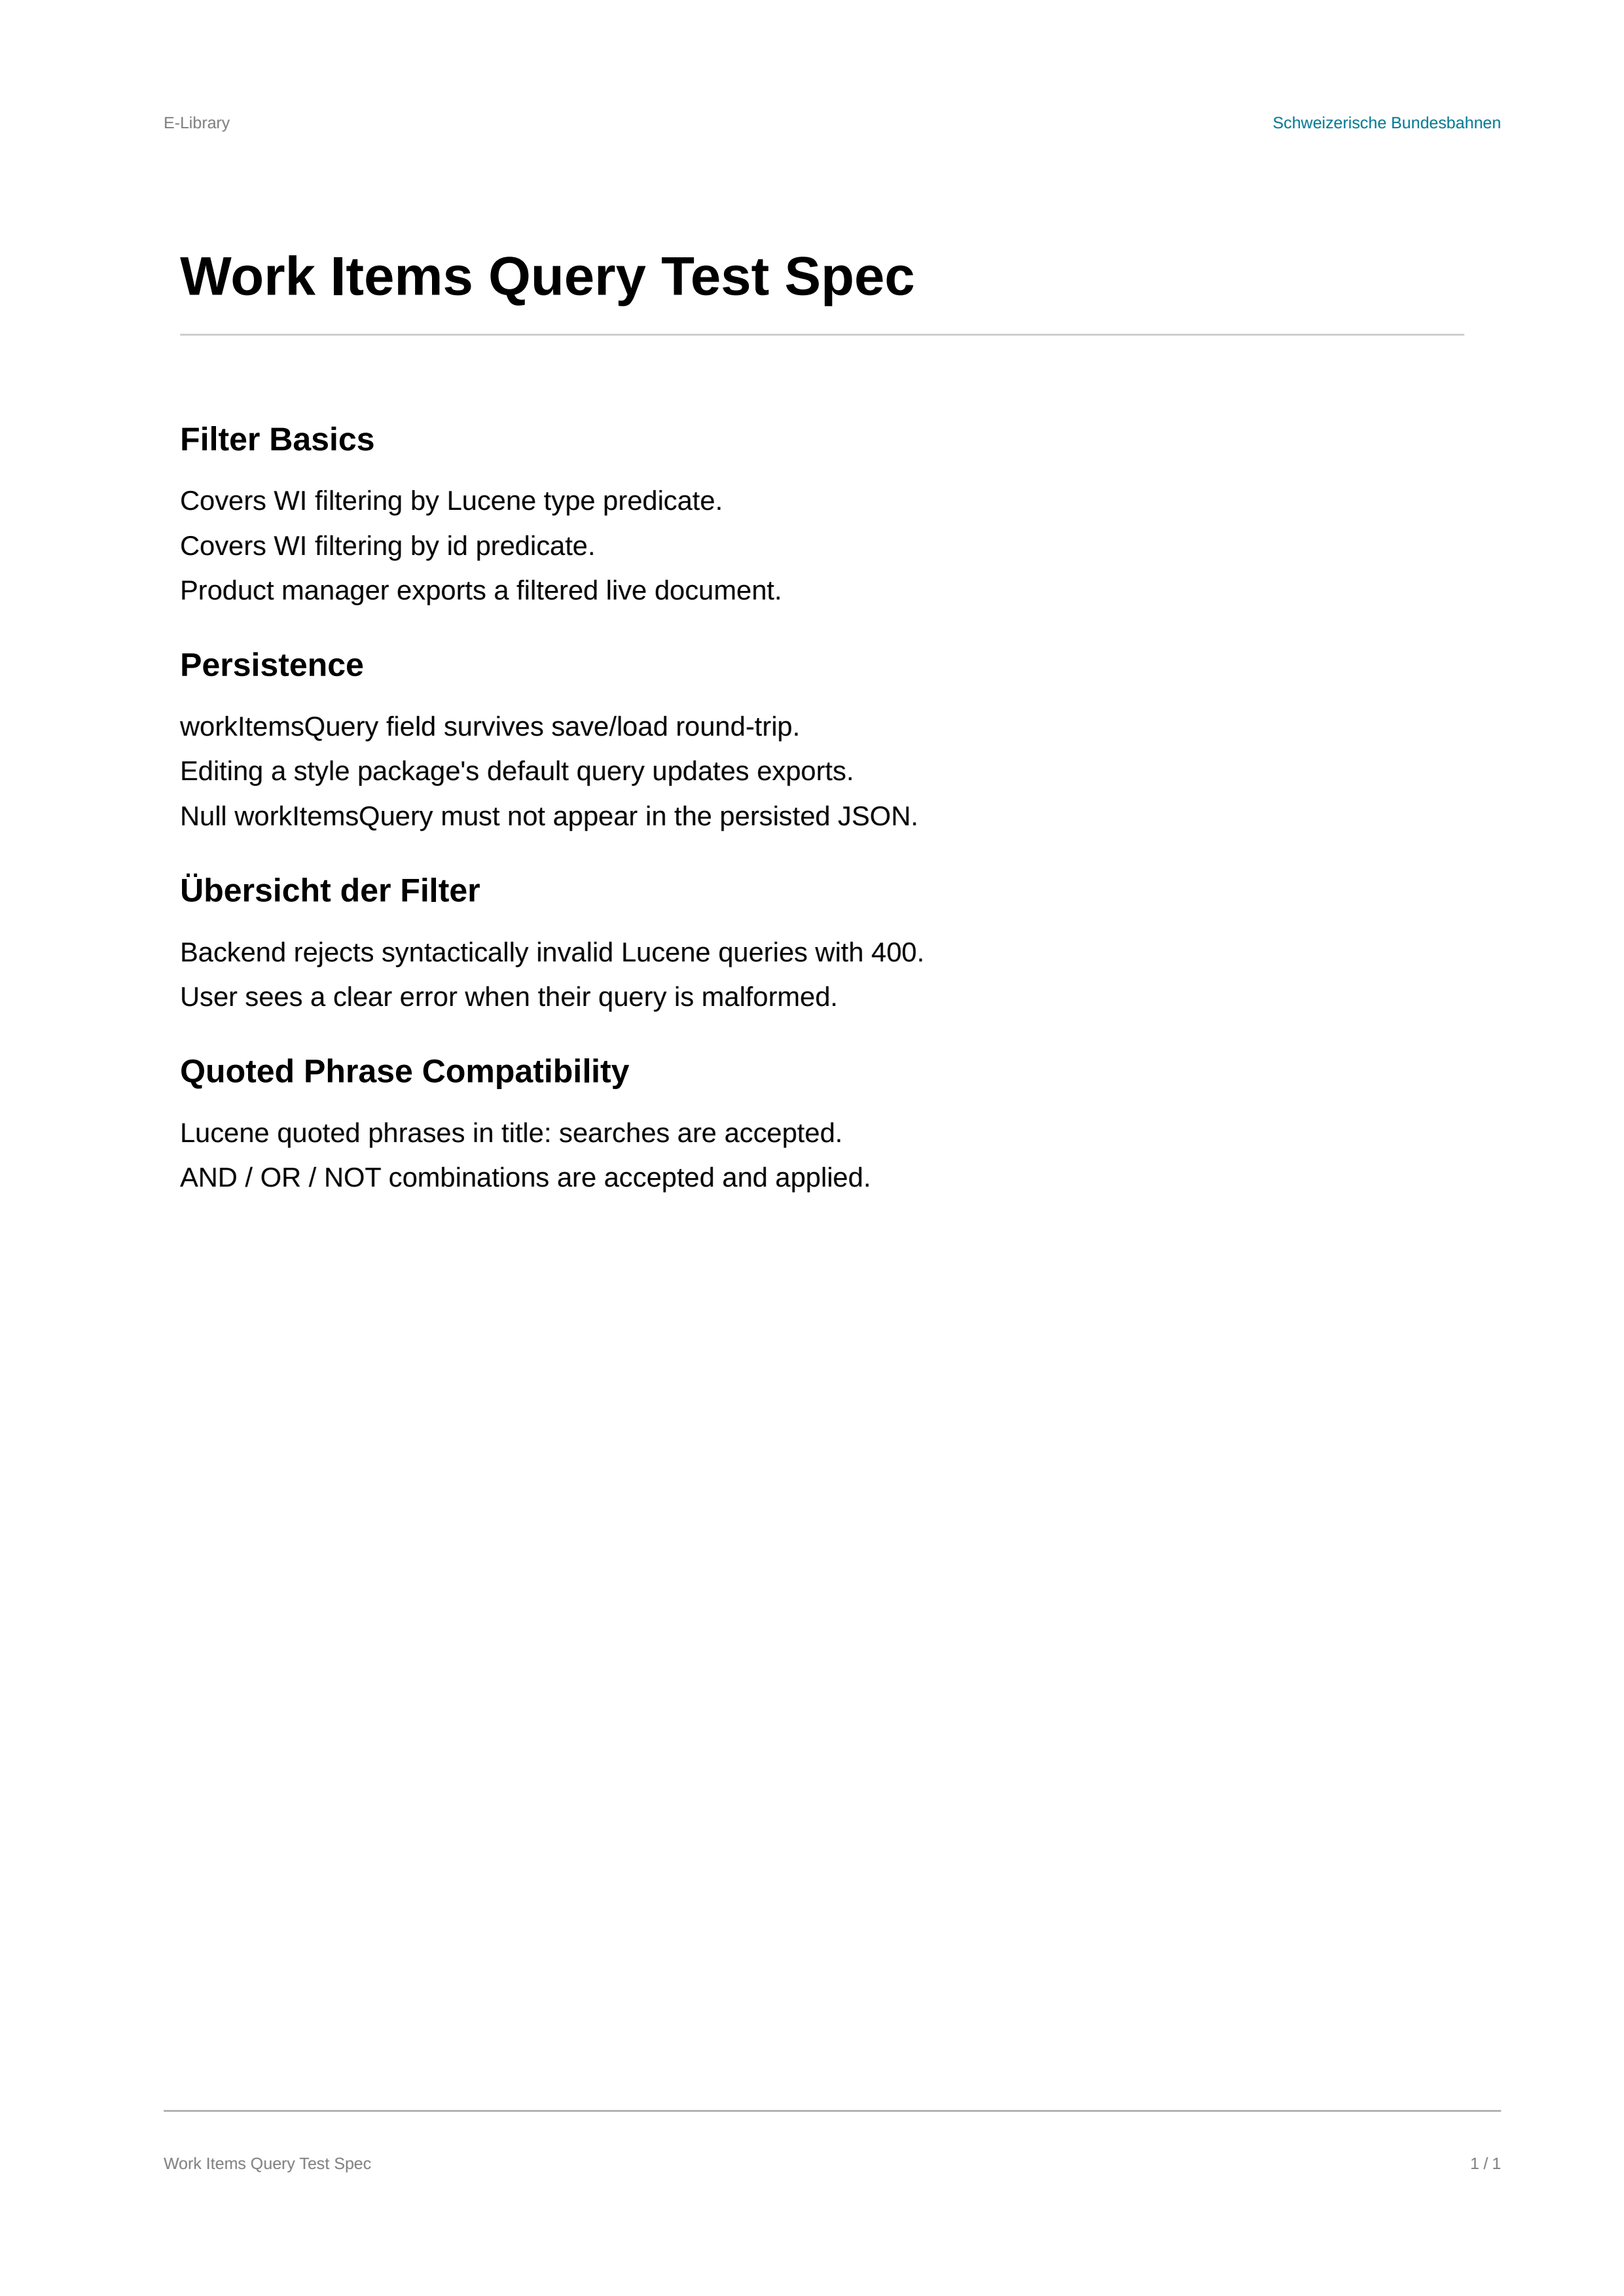 E-Library
Schweizerische Bundesbahnen
Work Items Query Test Spec
Filter Basics
Covers WI filtering by Lucene type predicate.
Covers WI filtering by id predicate.
Product manager exports a filtered live document.
Persistence
workItemsQuery field survives save/load round-trip.
Editing a style package's default query updates exports.
Null workItemsQuery must not appear in the persisted JSON.
Übersicht der Filter
Backend rejects syntactically invalid Lucene queries with 400.
User sees a clear error when their query is malformed.
Quoted Phrase Compatibility
Lucene quoted phrases in title: searches are accepted.
AND / OR / NOT combinations are accepted and applied.
Work Items Query Test Spec
1 / 1